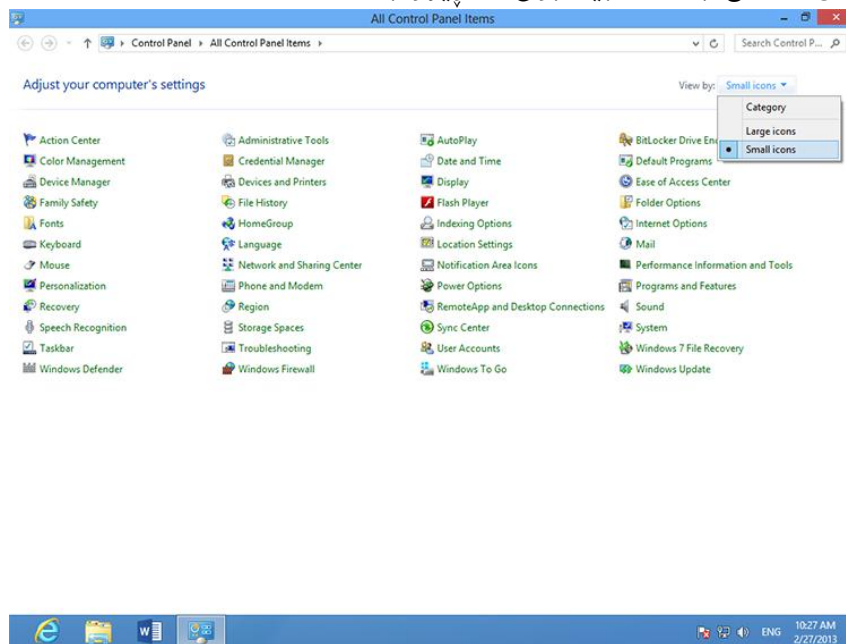 All Control Panel Items
Control Panel All Control Panel Items Search Control P...
Adjust your computer's settings View by: Small icons
Category
Large icons
Small icons
Action Center Administrative Tools AutoPlay BitLocker Drive
Color Management Credential Manager Date and Time Default Programs
Device Manager Devices and Printers Display Ease of Access Center
Family Safety File History Flash Player Folder Options
Fonts HomeGroup Indexing Options Internet Options
Keyboard Language Location Settings Mail
Mouse Network and Sharing Center Notification Area Icons Performance Information and Tools
Personalization Phone and Modem Power Options Programs and Features
Recovery Region RemoteApp and Desktop Connections Sound
Speech Recognition Storage Spaces Sync Center System
Taskbar Troubleshooting User Accounts Windows 7 File Recovery
Windows Defender Windows Firewall Windows To Go Windows Update
ENG 10:27 AM
2/27/2013